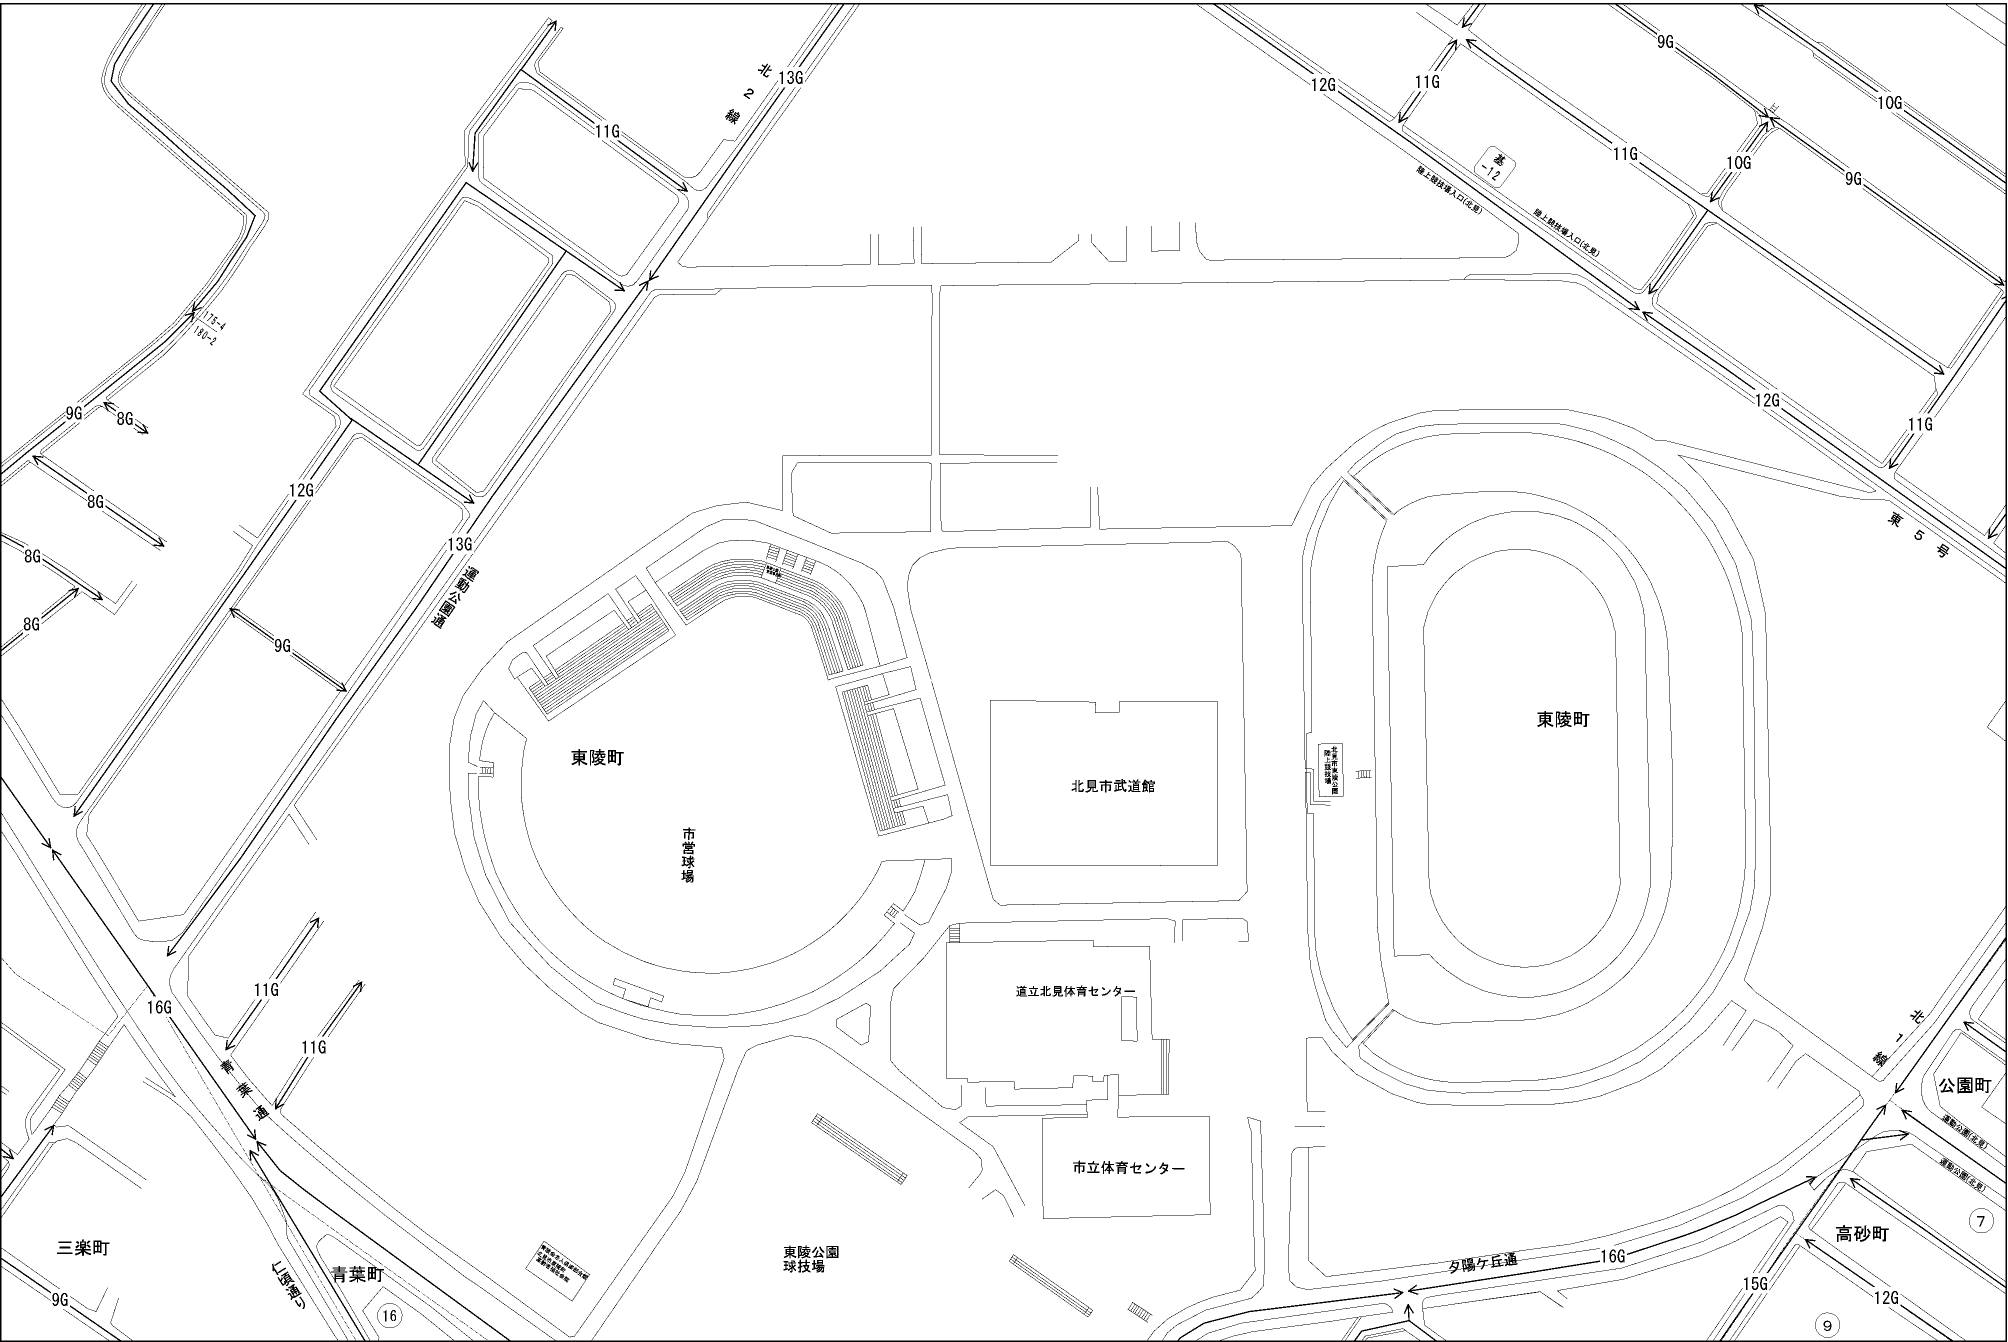 9G
10G
11G
12G
13G
北2線
11G
基
-12
11G
10G
9G
陸上競技場入口(北見)
陸上競技場入口(北見)
175-4
180-2
9G
8G
12G
11G
8G
12G
13G
東5号
8G
運動公園通
8G
9G
東陵町
東陵町
北見市東陵公園
陸上競技場
北見市武道館
市営球場
11G
道立北見体育センター
16G
11G
北1線
青葉通
公園町
運動公園(北見)
市立体育センター
運動公園(北見)
7
三楽町
東陵公園
球技場
高砂町
青葉町
仁頃通り
夕陽ケ丘通
16G
15G
12G
9G
16
9